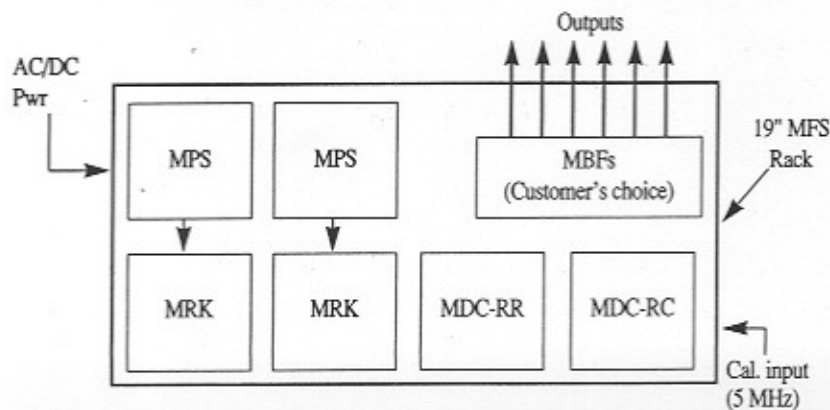 Outputs
AC/DC
Pwr
MPS
MPS
MBFs
(Customer's choice)
19" MFS
Rack
MRK
MRK
MDC-RR
MDC-RC
Cal. input
(5 MHz)